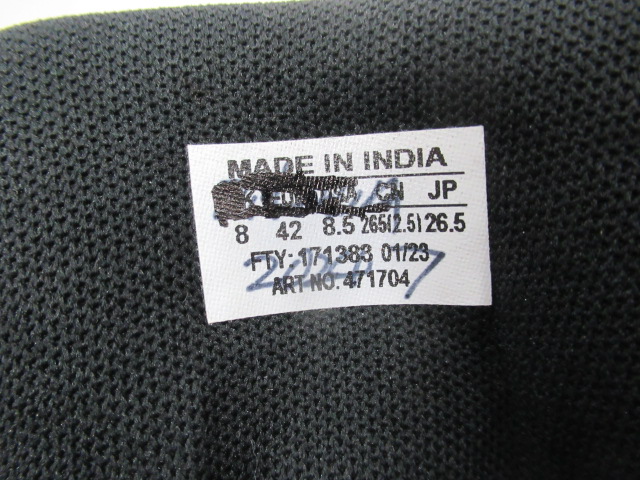 MADE IN INDIA
CN JP
8 42 8.5 265(2.5) 26.5
FTY-171383 01/23
ART NO. 471704